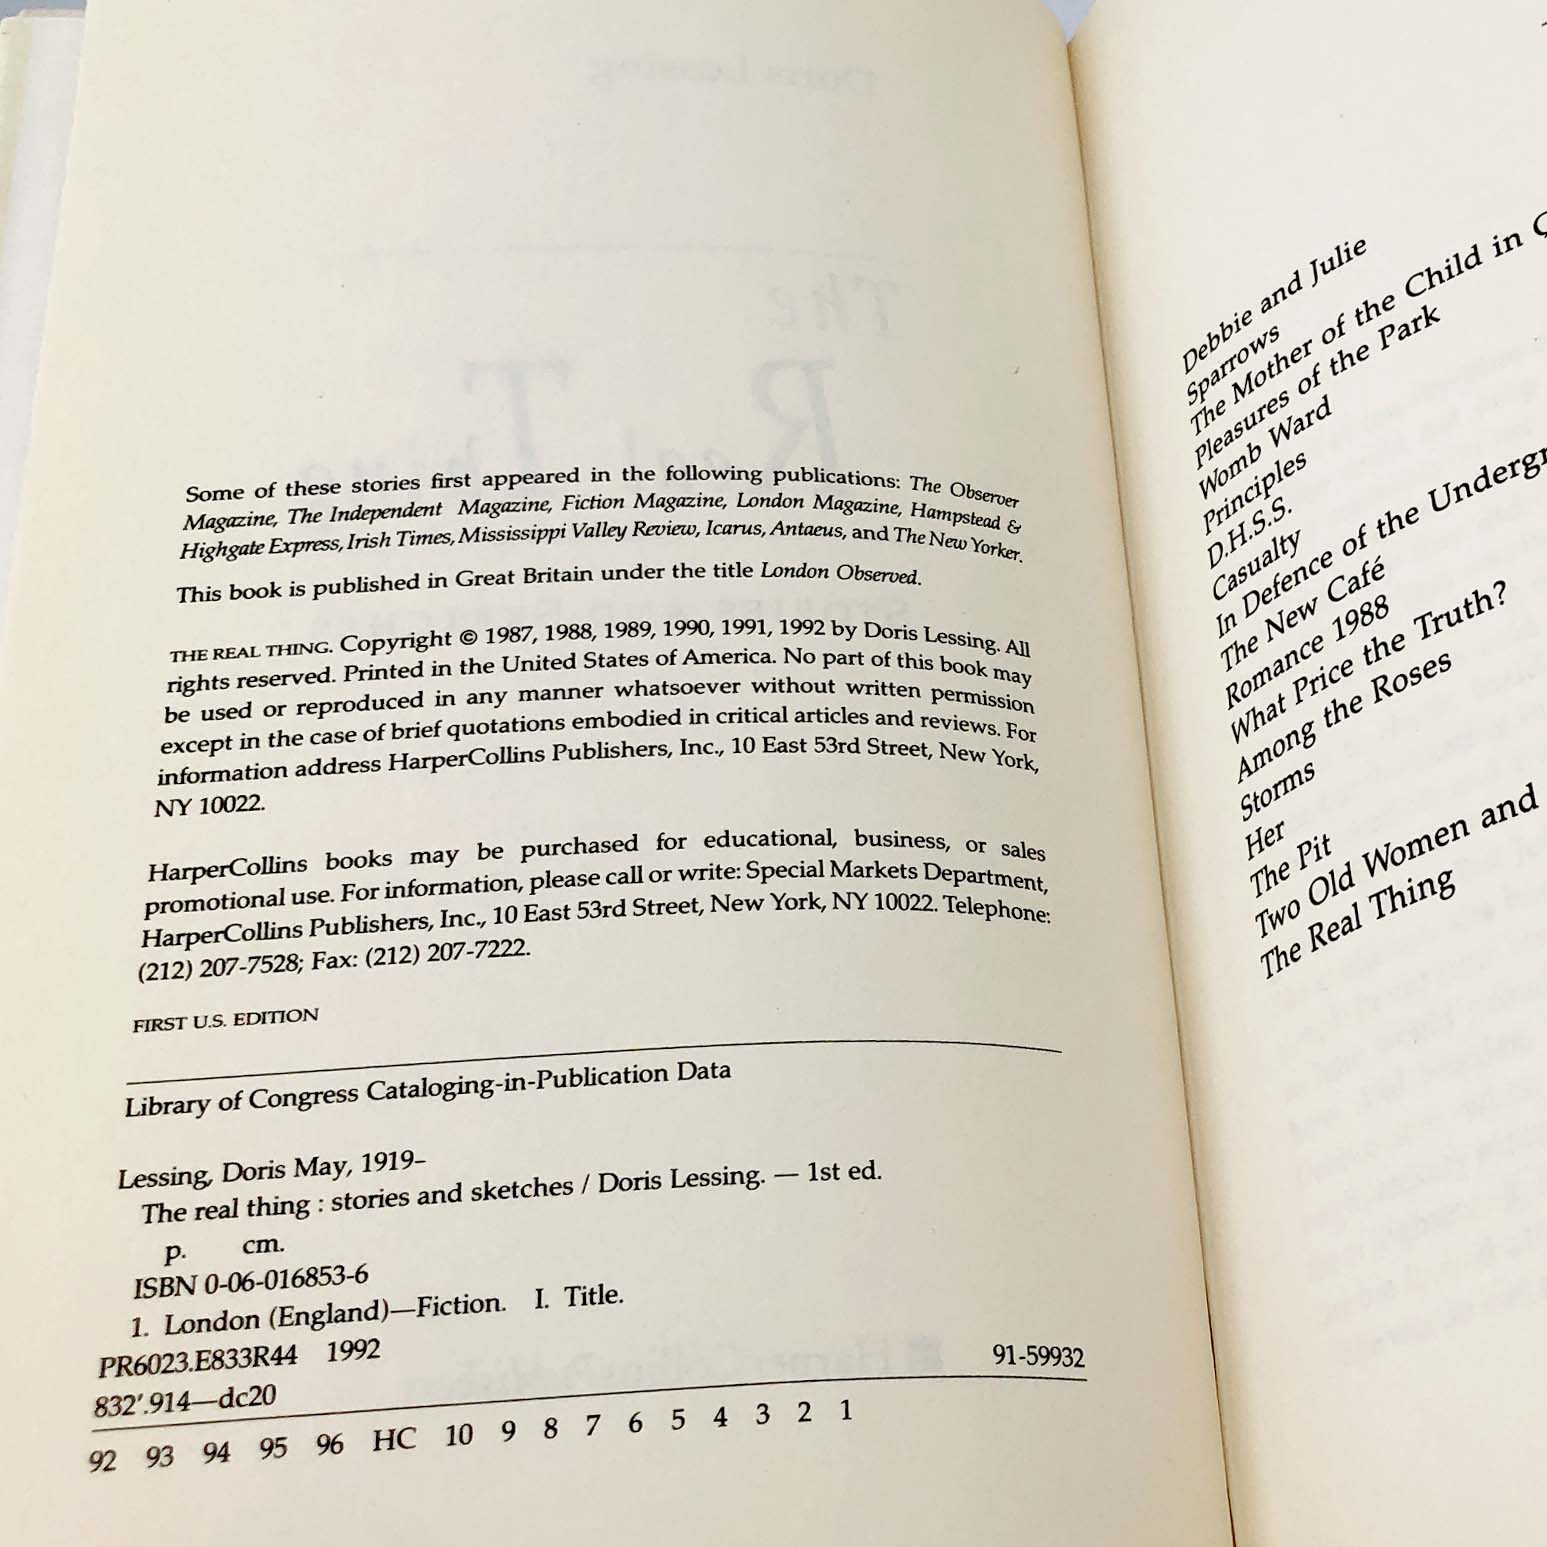 Some of these stories first appeared in the following publications: The Observer
Magazine, The Independent Magazine, Fiction Magazine, London Magazine, Hampstead &
Highgate Express, Irish Times, Mississippi Valley Review, Icarus, Antaeus, and The New Yorker.
This book is published in Great Britain under the title London Observed.
THE REAL THING. Copyright © 1987, 1988, 1989, 1990, 1991, 1992 by Doris Lessing. All
rights reserved. Printed in the United States of America. No part of this book may
be used or reproduced in any manner whatsoever without written permission
except in the case of brief quotations embodied in critical articles and reviews. For
information address HarperCollins Publishers, Inc., 10 East 53rd Street, New York,
NY 10022.
HarperCollins books may be purchased for educational, business, or sales
promotional use. For information, please call or write: Special Markets Department,
HarperCollins Publishers, Inc., 10 East 53rd Street, New York, NY 10022. Telephone:
(212) 207-7528; Fax: (212) 207-7222.
FIRST U.S. EDITION
Library of Congress Cataloging-in-Publication Data
Lessing, Doris May, 1919–
The real thing : stories and sketches / Doris Lessing. — 1st ed.
p. cm.
ISBN 0-06-016853-6
1. London (England)—Fiction. I. Title.
PR6023.E833R44 1992
91-59932
832'.914—dc20
92 93 94 95 96 HC 10 9 8 7 6 5 4 3 2 1
Debbie and Julie
Sparrows
The Mother of the Child in
Pleasures of the Park
Womb Ward
Principles
D.H.S.S.
Casualty
In Defence of the Undergr
The New Café
Romance 1988
What Price the Truth?
Among the Roses
Storms
Her
The Pit
Two Old Women and
The Real Thing